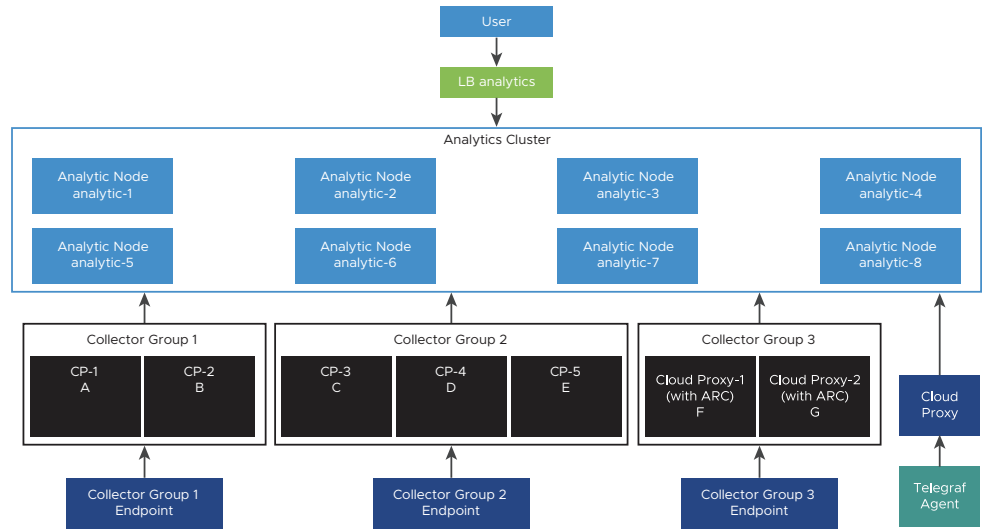 User
LB analytics
Analytics Cluster
Analytic Node
analytic-1
Analytic Node
analytic-2
Analytic Node
analytic-3
Analytic Node
analytic-4
Analytic Node
analytic-5
Analytic Node
analytic-6
Analytic Node
analytic-7
Analytic Node
analytic-8
Collector Group 1
CP-1
A
CP-2
B
Collector Group 2
CP-3
C
CP-4
D
CP-5
E
Collector Group 3
Cloud Proxy-1
(with ARC)
F
Cloud Proxy-2
(with ARC)
G
Cloud
Proxy
Collector Group 1
Endpoint
Collector Group 2
Endpoint
Collector Group 3
Endpoint
Telegraf
Agent